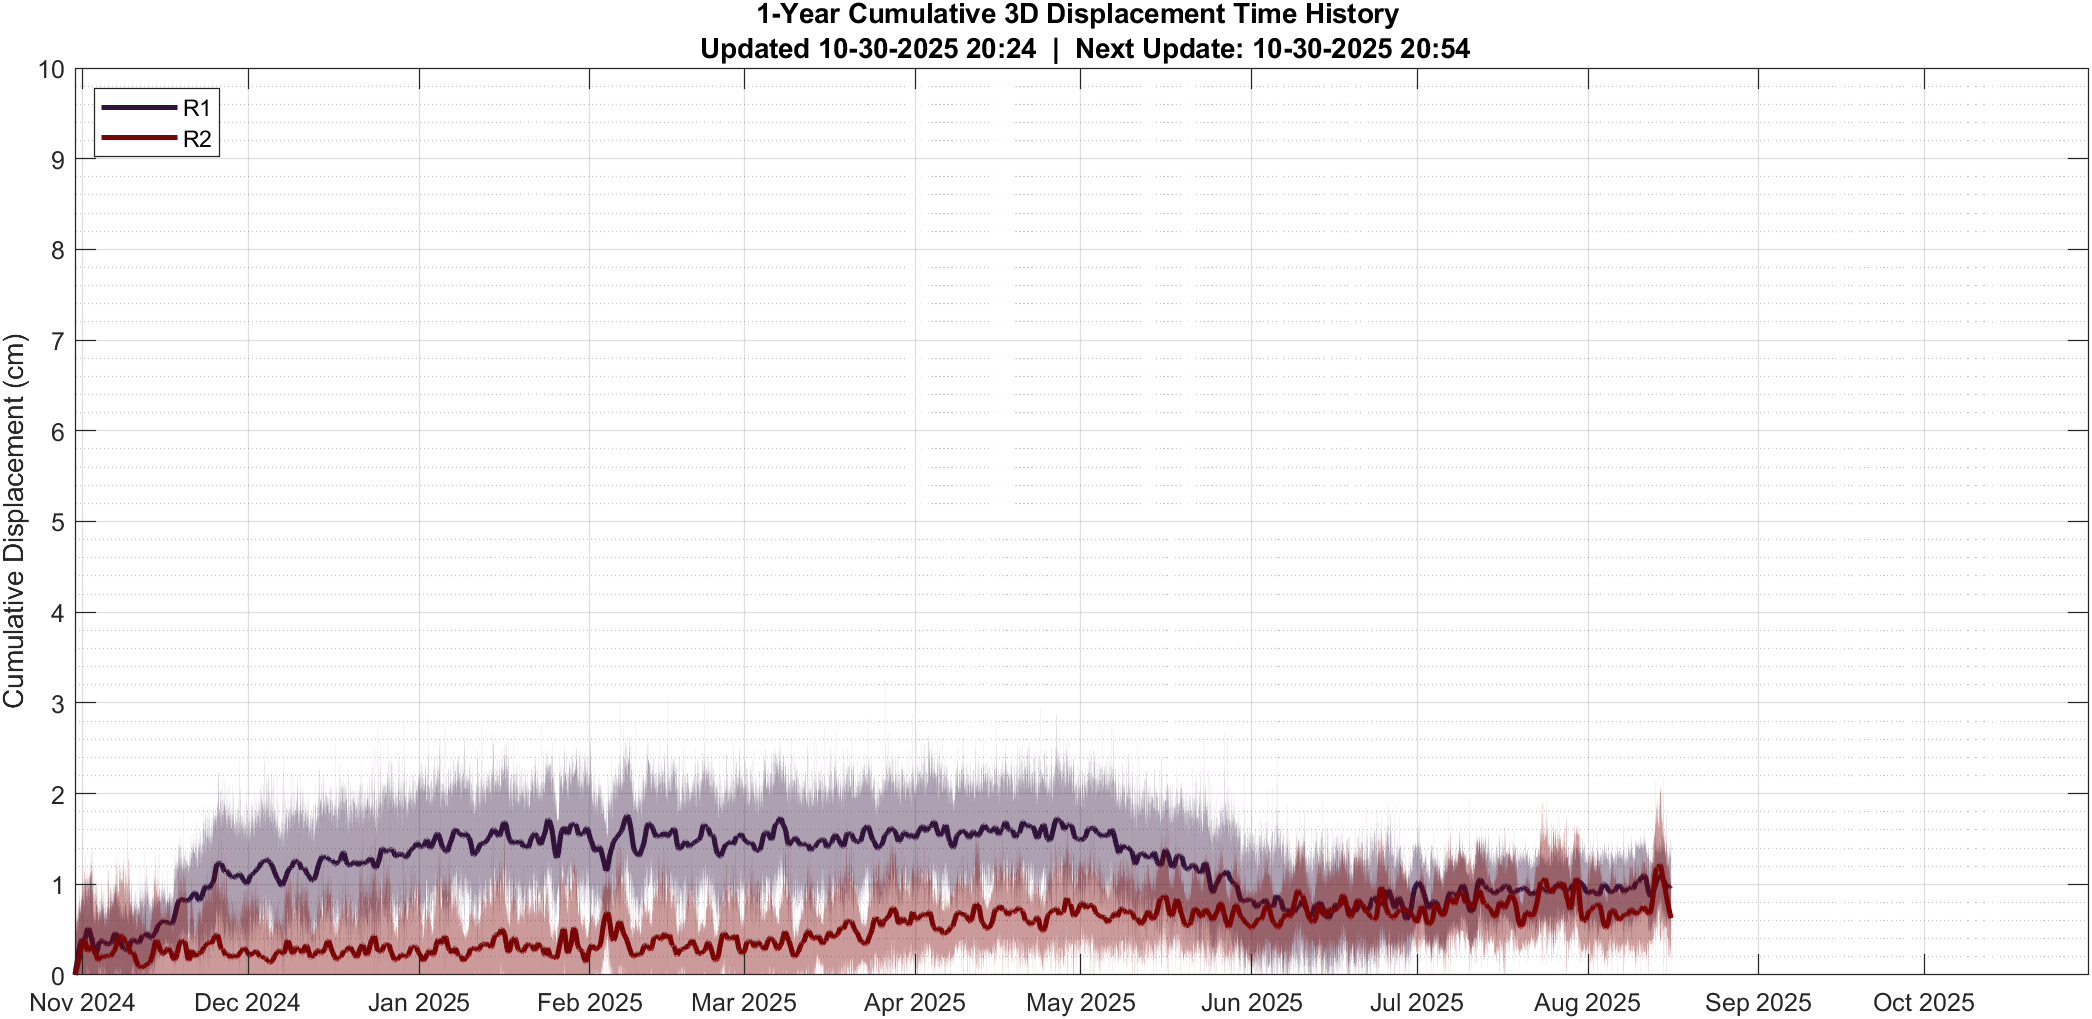 1-Year Cumulative 3D Displacement Time History
Updated 10-30-2025 20:24 | Next Update: 10-30-2025 20:54
R1
R2
Cumulative Displacement (cm)
10
9
8
7
6
5
4
3
2
1
0
Nov 2024 Dec 2024 Jan 2025 Feb 2025 Mar 2025 Apr 2025 May 2025 Jun 2025 Jul 2025 Aug 2025 Sep 2025 Oct 2025